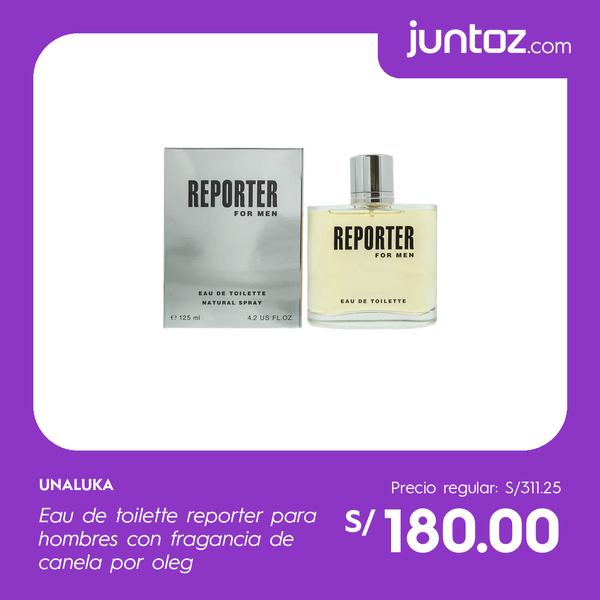 juntoz.com
REPORTER
FOR MEN
EAU DE TOILETTE
NATURAL SPRAY
℮ 125 ml 4.2 US FL.OZ.
REPORTER
FOR MEN
EAU DE TOILETTE
UNALUKA
Eau de toilette reporter para
hombres con fragancia de
canela por oleg
Precio regular: S/311.25
S/180.00